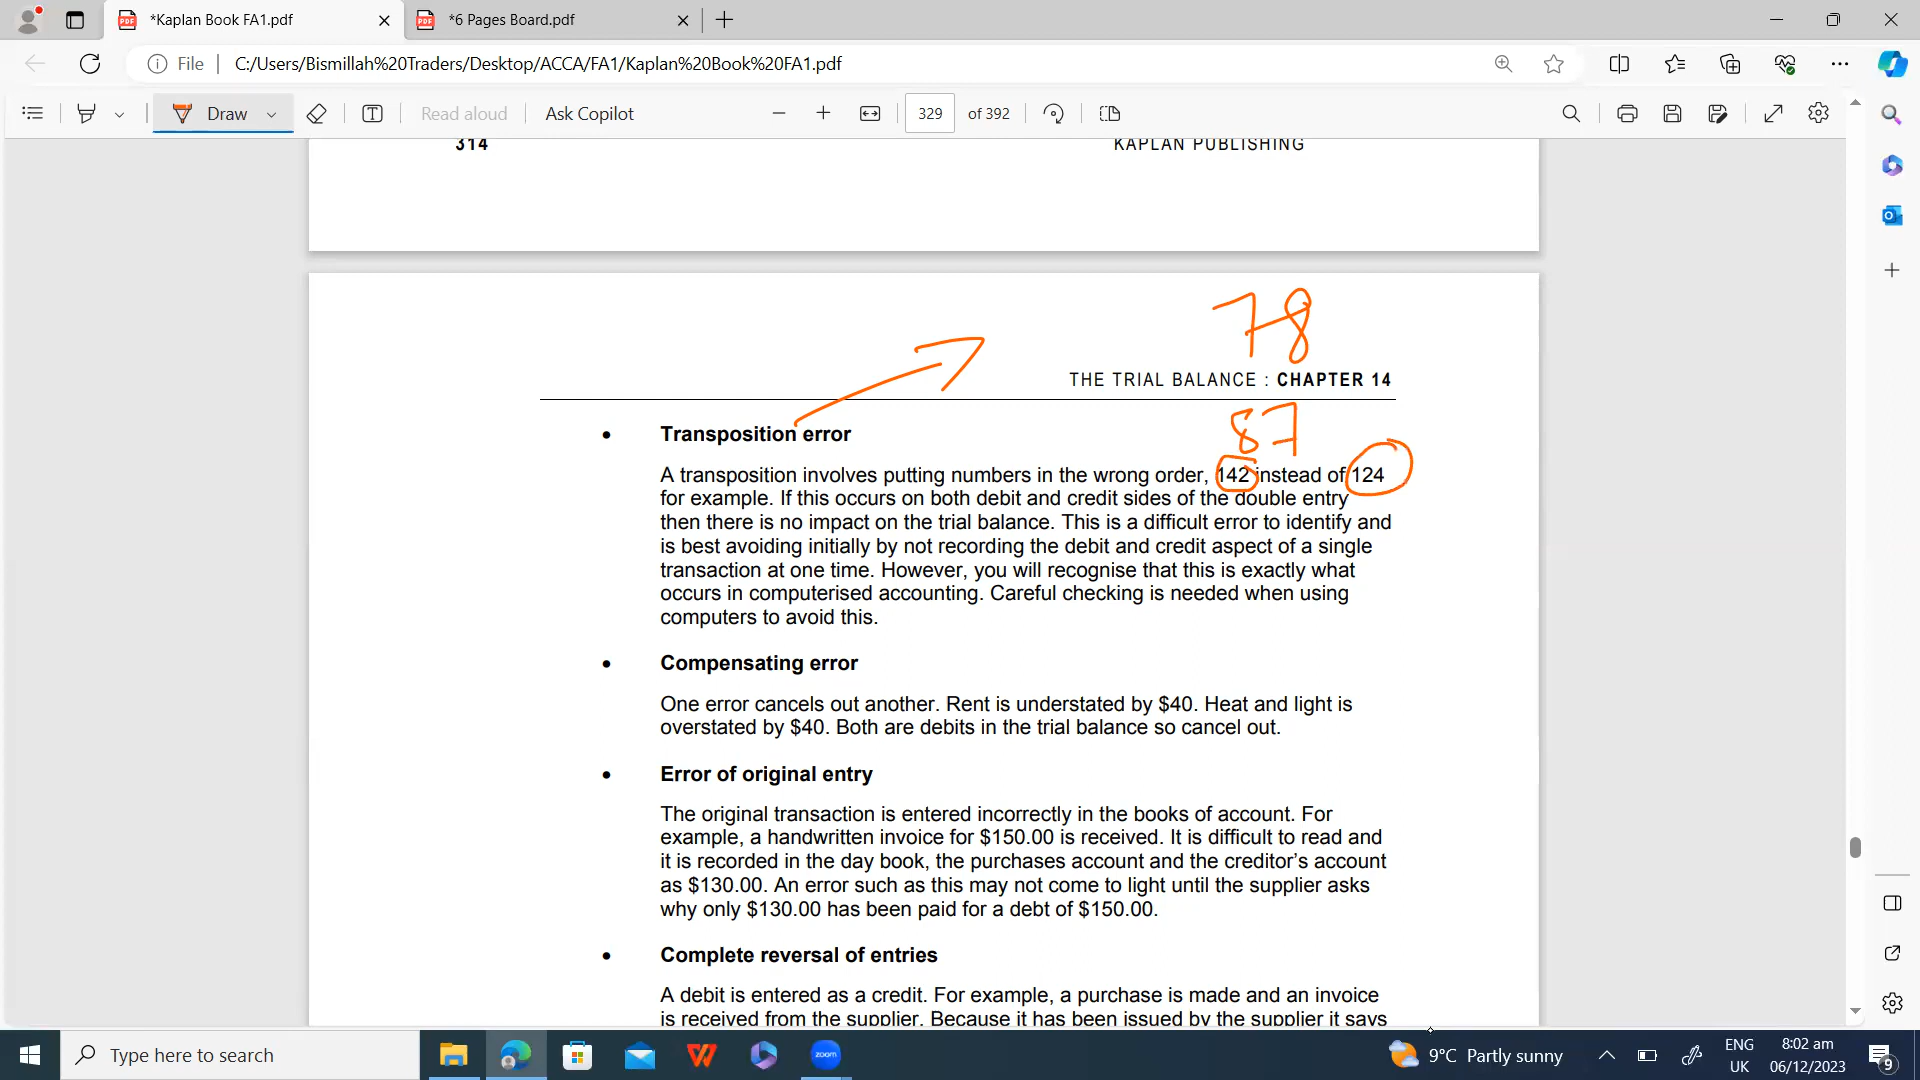 *Kaplan Book FA1.pdf
*6 Pages Board.pdf
File
C:/Users/Bismillah%20Traders/Desktop/ACCA/FA1/Kaplan%20Book%20FA1.pdf
Draw
Read aloud
Ask Copilot
329 of 392
314
KAPLAN PUBLISHING
78
THE TRIAL BALANCE : CHAPTER 14
87
• Transposition error
A transposition involves putting numbers in the wrong order, 142 instead of 124
for example. If this occurs on both debit and credit sides of the double entry
then there is no impact on the trial balance. This is a difficult error to identify and
is best avoiding initially by not recording the debit and credit aspect of a single
transaction at one time. However, you will recognise that this is exactly what
occurs in computerised accounting. Careful checking is needed when using
computers to avoid this.
• Compensating error
One error cancels out another. Rent is understated by $40. Heat and light is
overstated by $40. Both are debits in the trial balance so cancel out.
• Error of original entry
The original transaction is entered incorrectly in the books of account. For
example, a handwritten invoice for $150.00 is received. It is difficult to read and
it is recorded in the day book, the purchases account and the creditor’s account
as $130.00. An error such as this may not come to light until the supplier asks
why only $130.00 has been paid for a debt of $150.00.
• Complete reversal of entries
A debit is entered as a credit. For example, a purchase is made and an invoice
is received from the supplier. Because it has been issued by the supplier it says
Type here to search
zoom
9°C Partly sunny
ENG
UK
8:02 am
06/12/2023
9